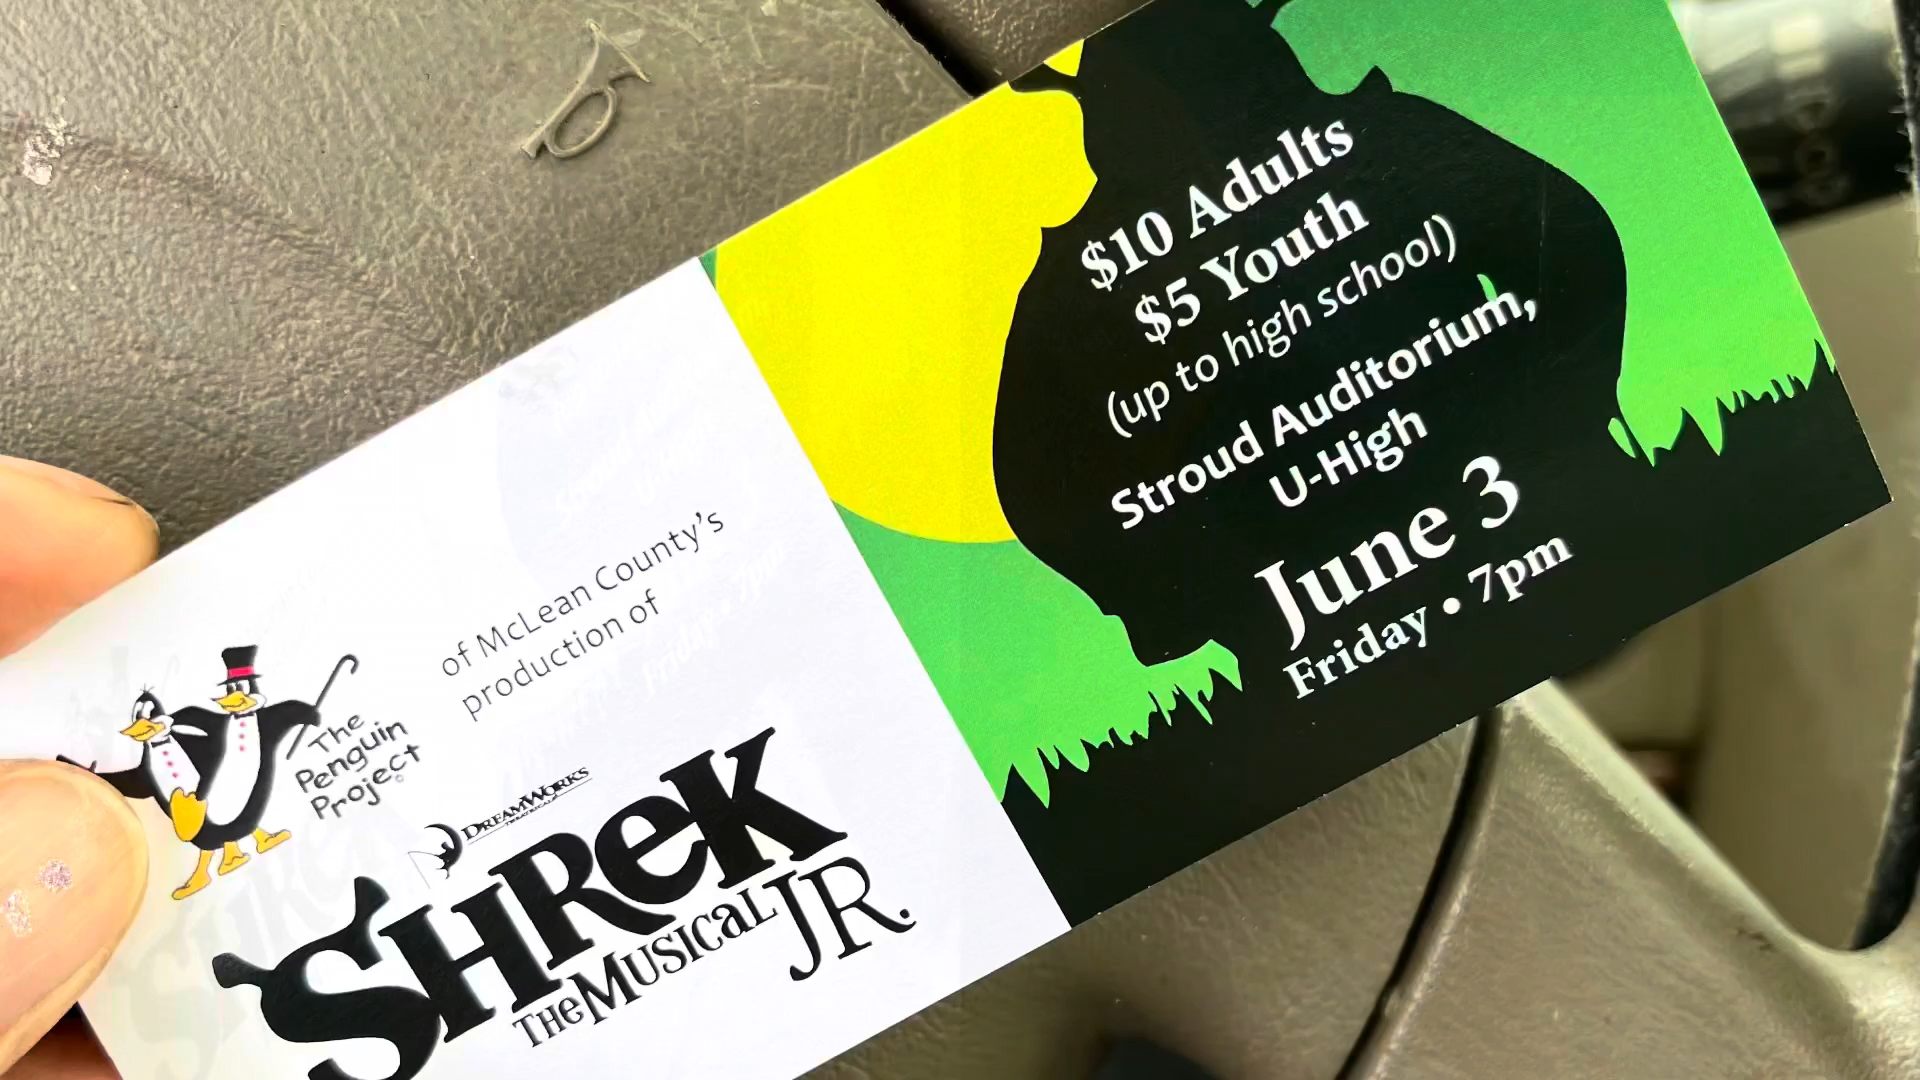 The
Penguin
Project©
of McLean County's
production of
DREAMWORKS
THEATRICALS
SHREK
THE MUSICAL JR.
$10 Adults
$5 Youth
(up to high school)
Stroud Auditorium,
U-High
June 3
Friday • 7pm